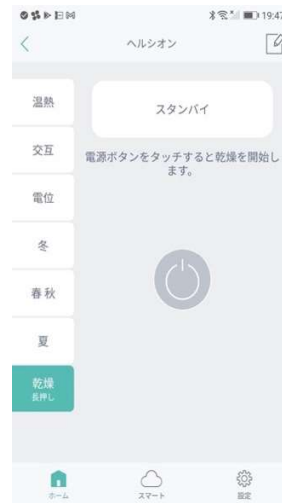 19:47
ヘルシオン
温熱
スタンバイ
交互
電源ボタンをタッチすると乾燥を開始し
ます。
電位
冬
春秋
夏
乾燥
長押し
ホーム
スマート
設定